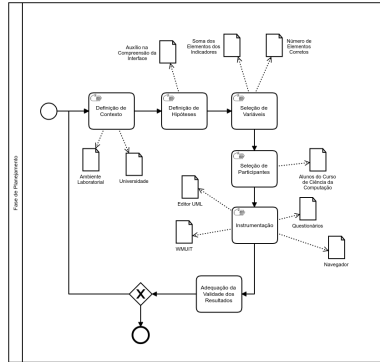 Fase de Planejamento
Auxílio na
Compreensão da
Interface
Soma dos
Elementos dos
Indicadores
Número de
Elementos
Corretos
Definição de
Contexto
Definição de
Hipóteses
Seleção de
Variáveis
Ambiente
Laboratorial
Universidade
Seleção de
Participantes
Alunos do Curso
de Ciência da
Computação
Editor UML
Instrumentação
Questionários
WMUIT
Navegador
Adequação da
Validade dos
Resultados
X